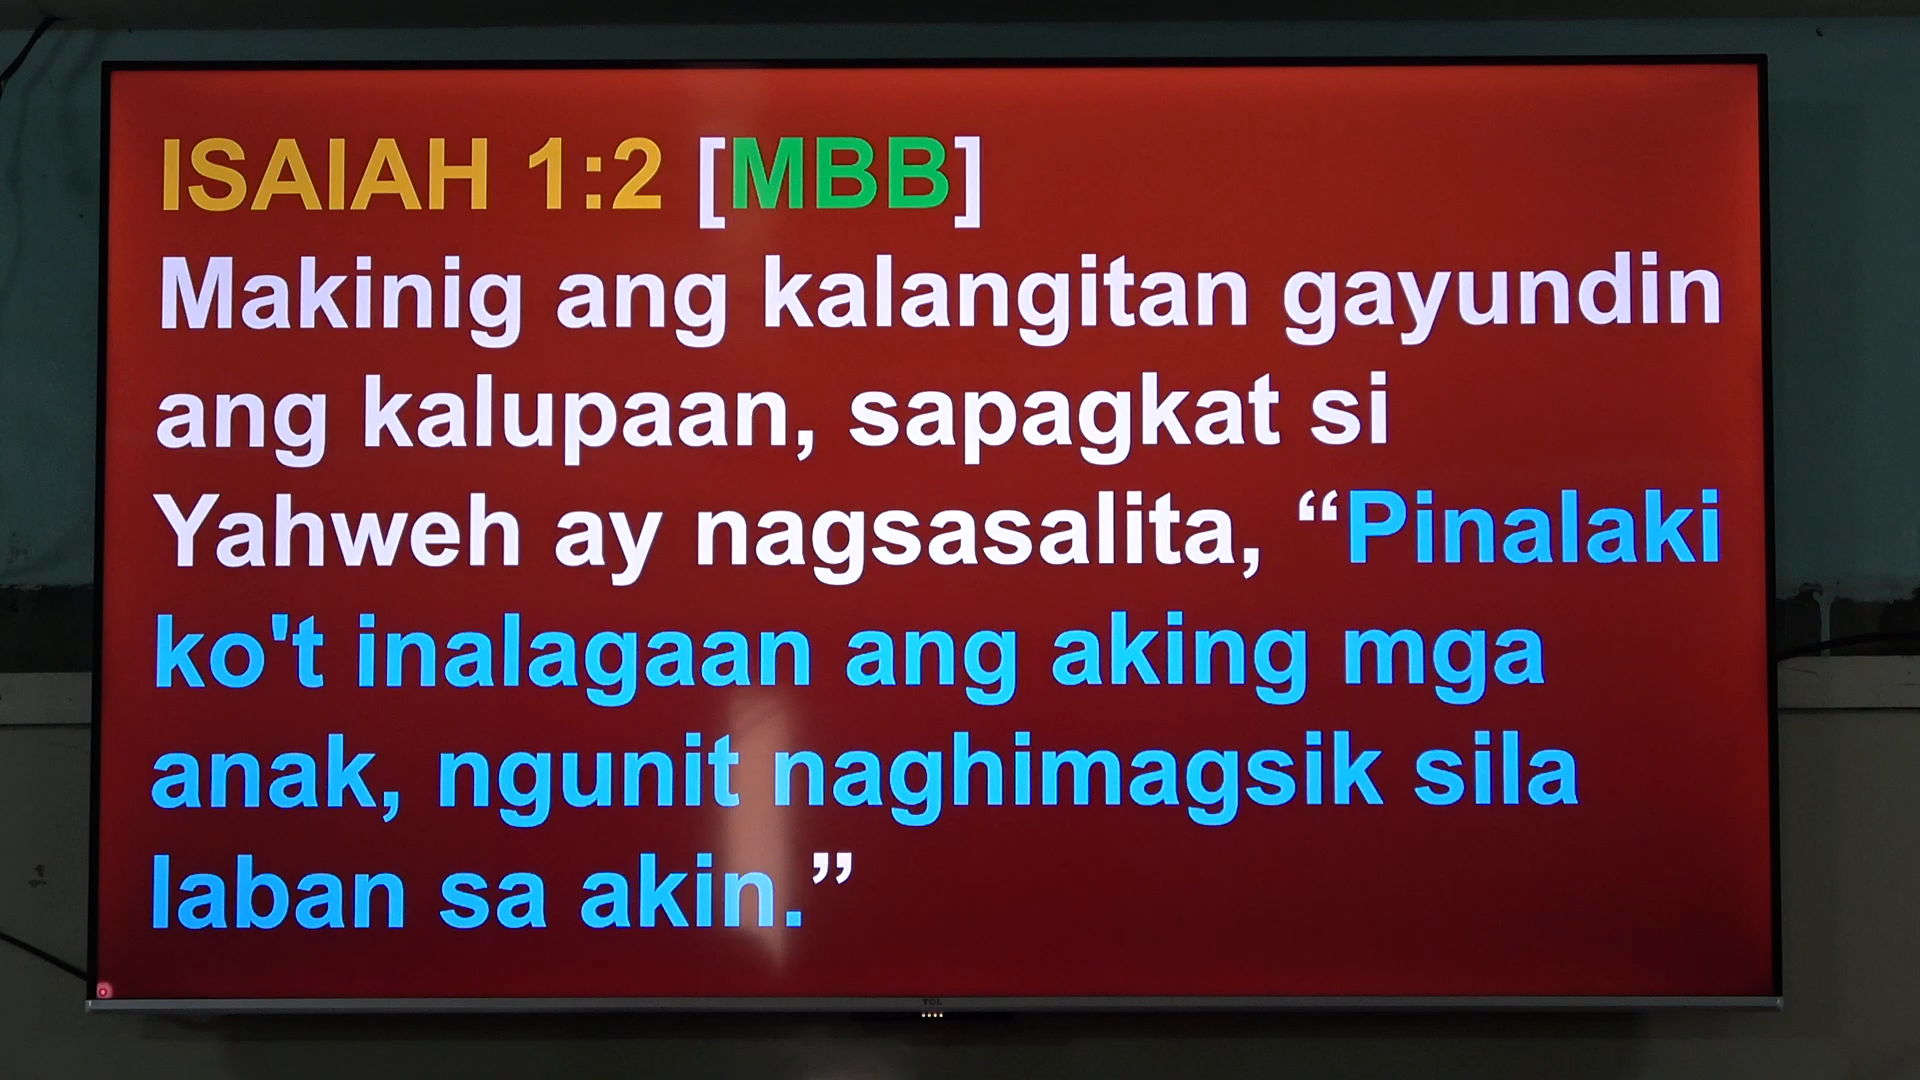 ISAIAH 1:2 [MBB]
Makinig ang kalangitan gayundin
ang kalupaan, sapagkat si
Yahweh ay nagsasalita, “Pinalaki
ko't inalagaan ang aking mga
anak, ngunit naghimagsik sila
laban sa akin.”
TCL